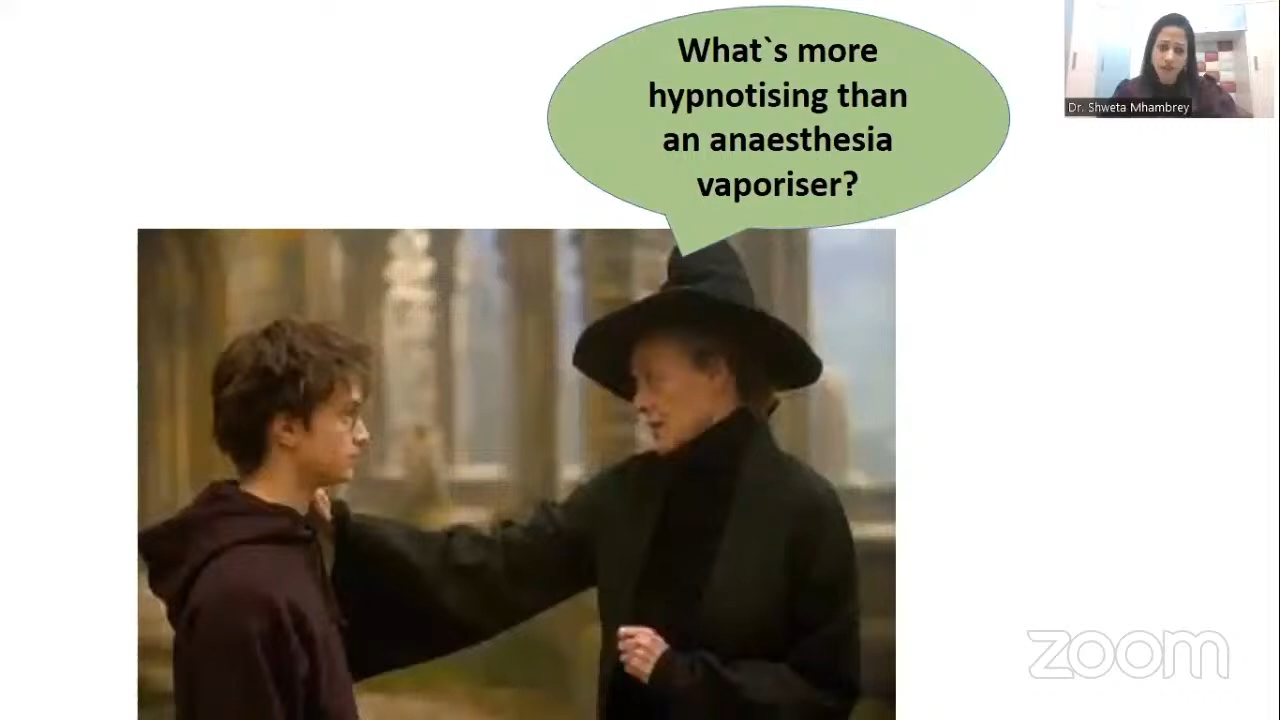 What`s more
hypnotising than
an anaesthesia
vaporiser?
Dr. Shweta Mhambrey
zoom